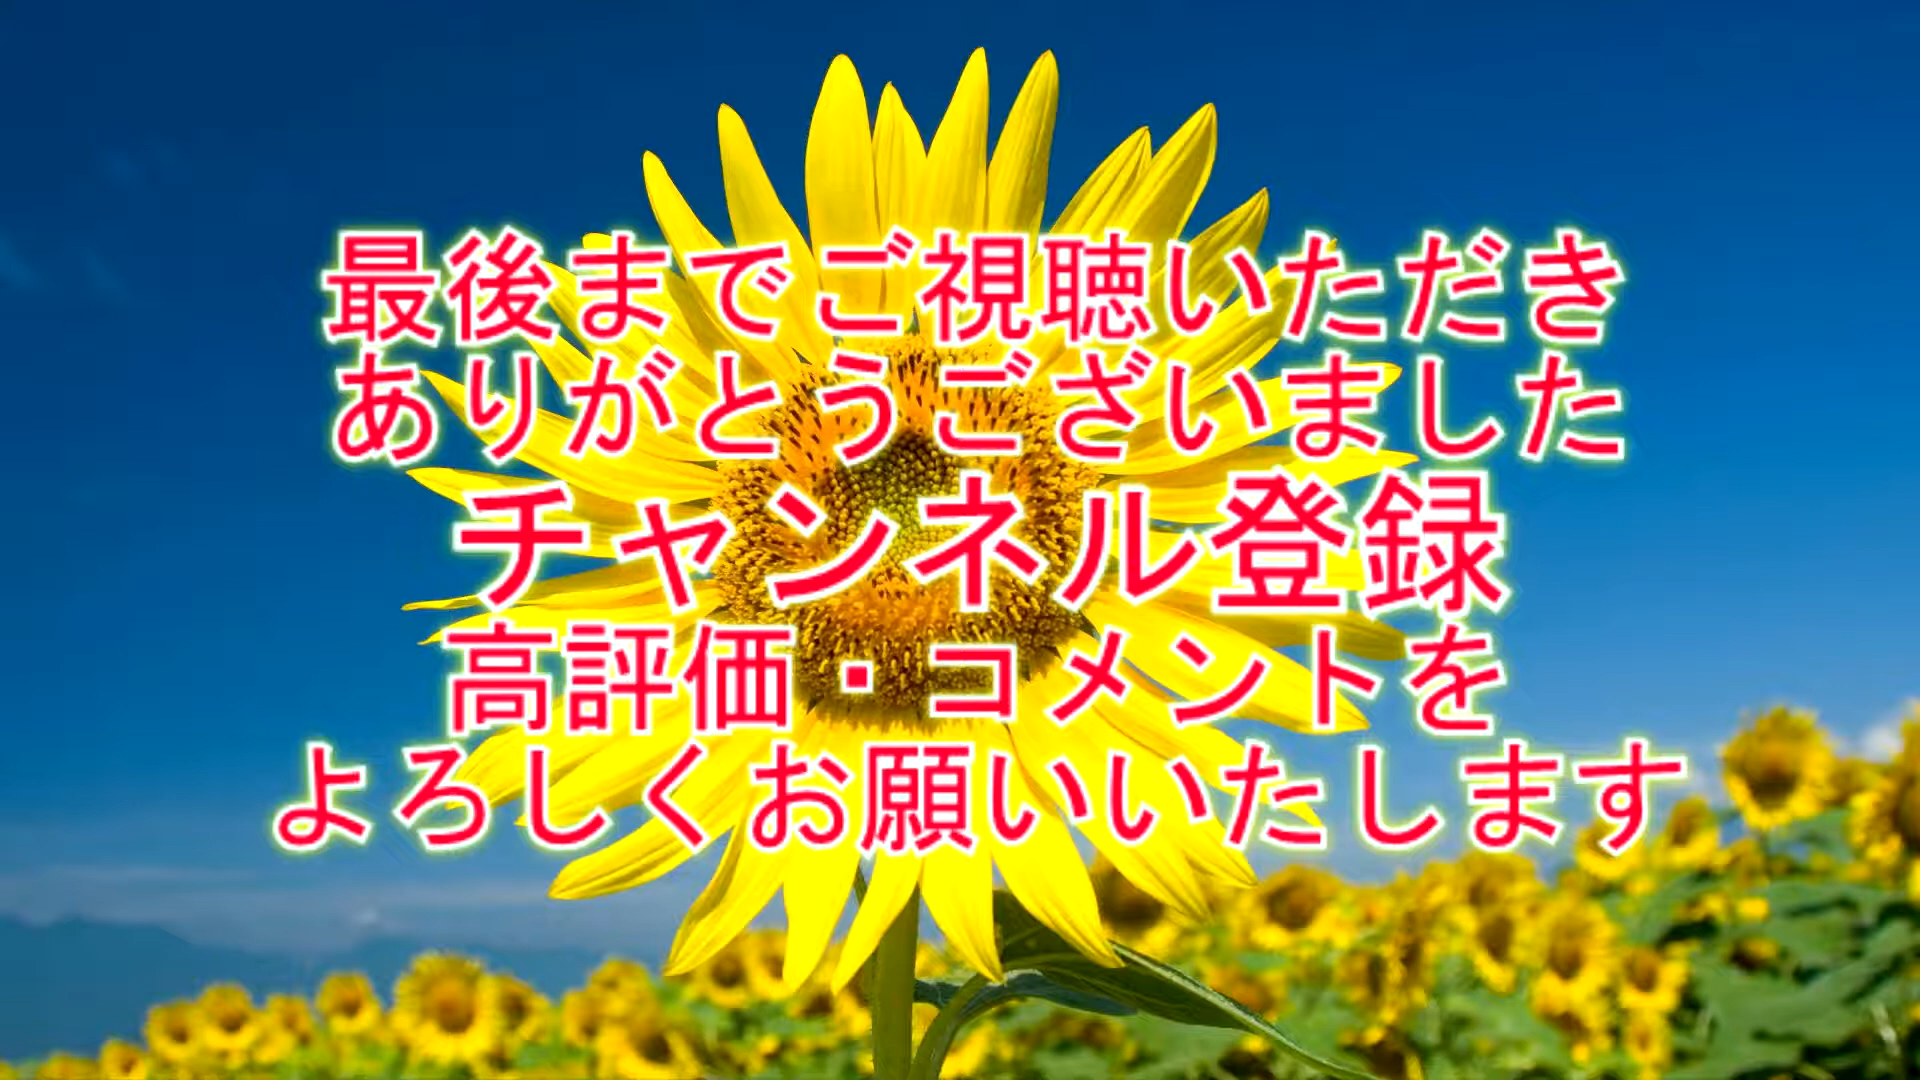 最後までご視聴いただき
ありがとうございました
チャンネル登録
高評価・コメントを
よろしくお願いいたします